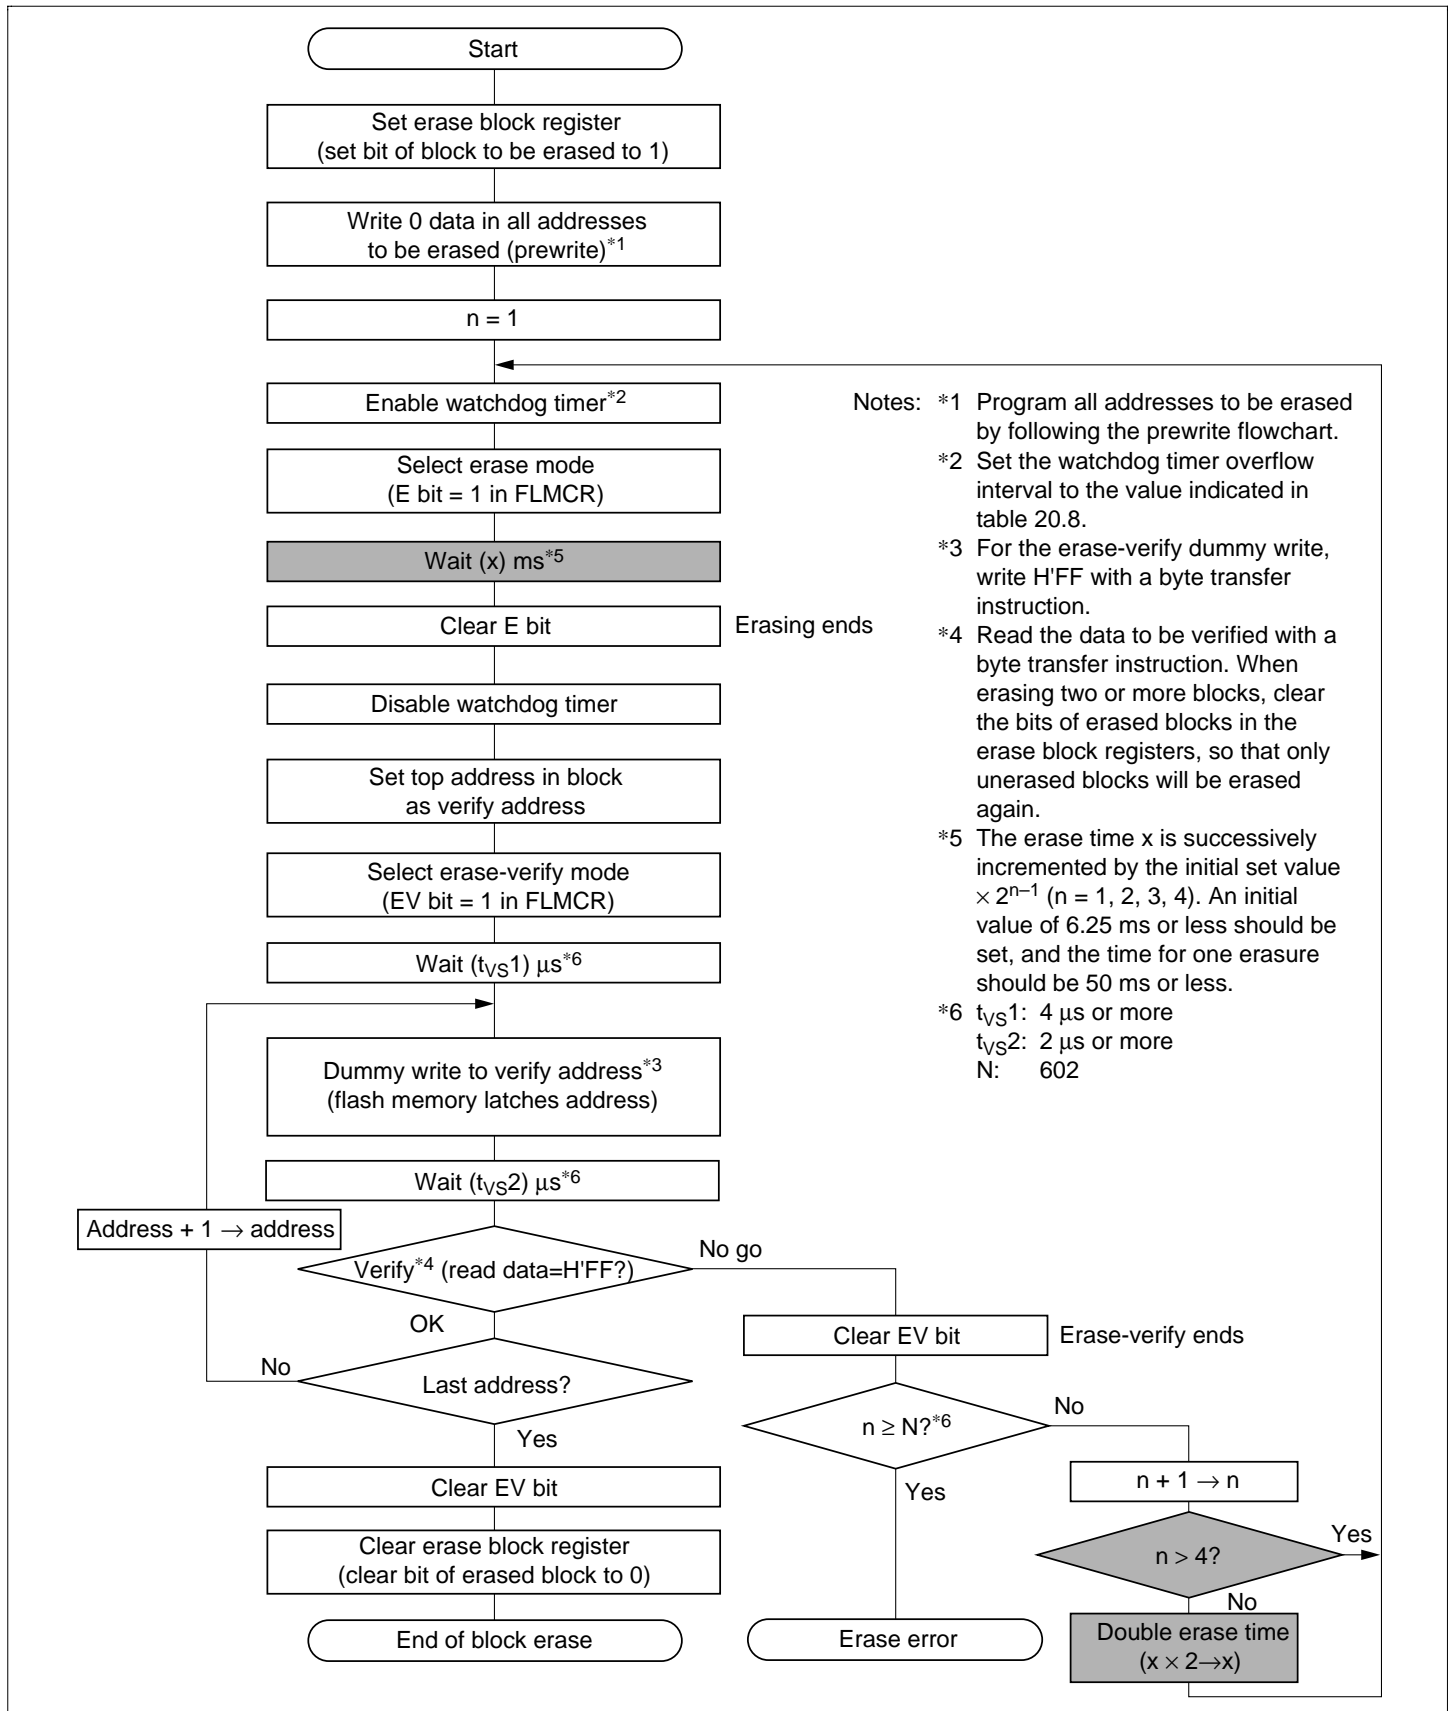 Start
Set erase block register
(set bit of block to be erased to 1)
Write 0 data in all addresses
to be erased (prewrite)*1
n = 1
Enable watchdog timer*2
Select erase mode
(E bit = 1 in FLMCR)
Wait (x) ms*5
Clear E bit
Erasing ends
Disable watchdog timer
Set top address in block
as verify address
Select erase-verify mode
(EV bit = 1 in FLMCR)
Wait (tVS1) μs*6
Dummy write to verify address*3
(flash memory latches address)
Wait (tVS2) μs*6
Address + 1 → address
Verify*4 (read data=H'FF?)
No go
OK
Last address?
No
Yes
Clear EV bit
Clear erase block register
(clear bit of erased block to 0)
End of block erase
Clear EV bit
Erase-verify ends
n ≥ N?*6
No
Yes
Erase error
n + 1 → n
n > 4?
Yes
No
Double erase time
(x × 2→x)
Notes: *1 Program all addresses to be erased
by following the prewrite flowchart.
*2 Set the watchdog timer overflow
interval to the value indicated in
table 20.8.
*3 For the erase-verify dummy write,
write H'FF with a byte transfer
instruction.
*4 Read the data to be verified with a
byte transfer instruction. When
erasing two or more blocks, clear
the bits of erased blocks in the
erase block registers, so that only
unerased blocks will be erased
again.
*5 The erase time x is successively
incremented by the initial set value
× 2n–1 (n = 1, 2, 3, 4). An initial
value of 6.25 ms or less should be
set, and the time for one erasure
should be 50 ms or less.
*6 tVS1: 4 μs or more
tVS2: 2 μs or more
N: 602